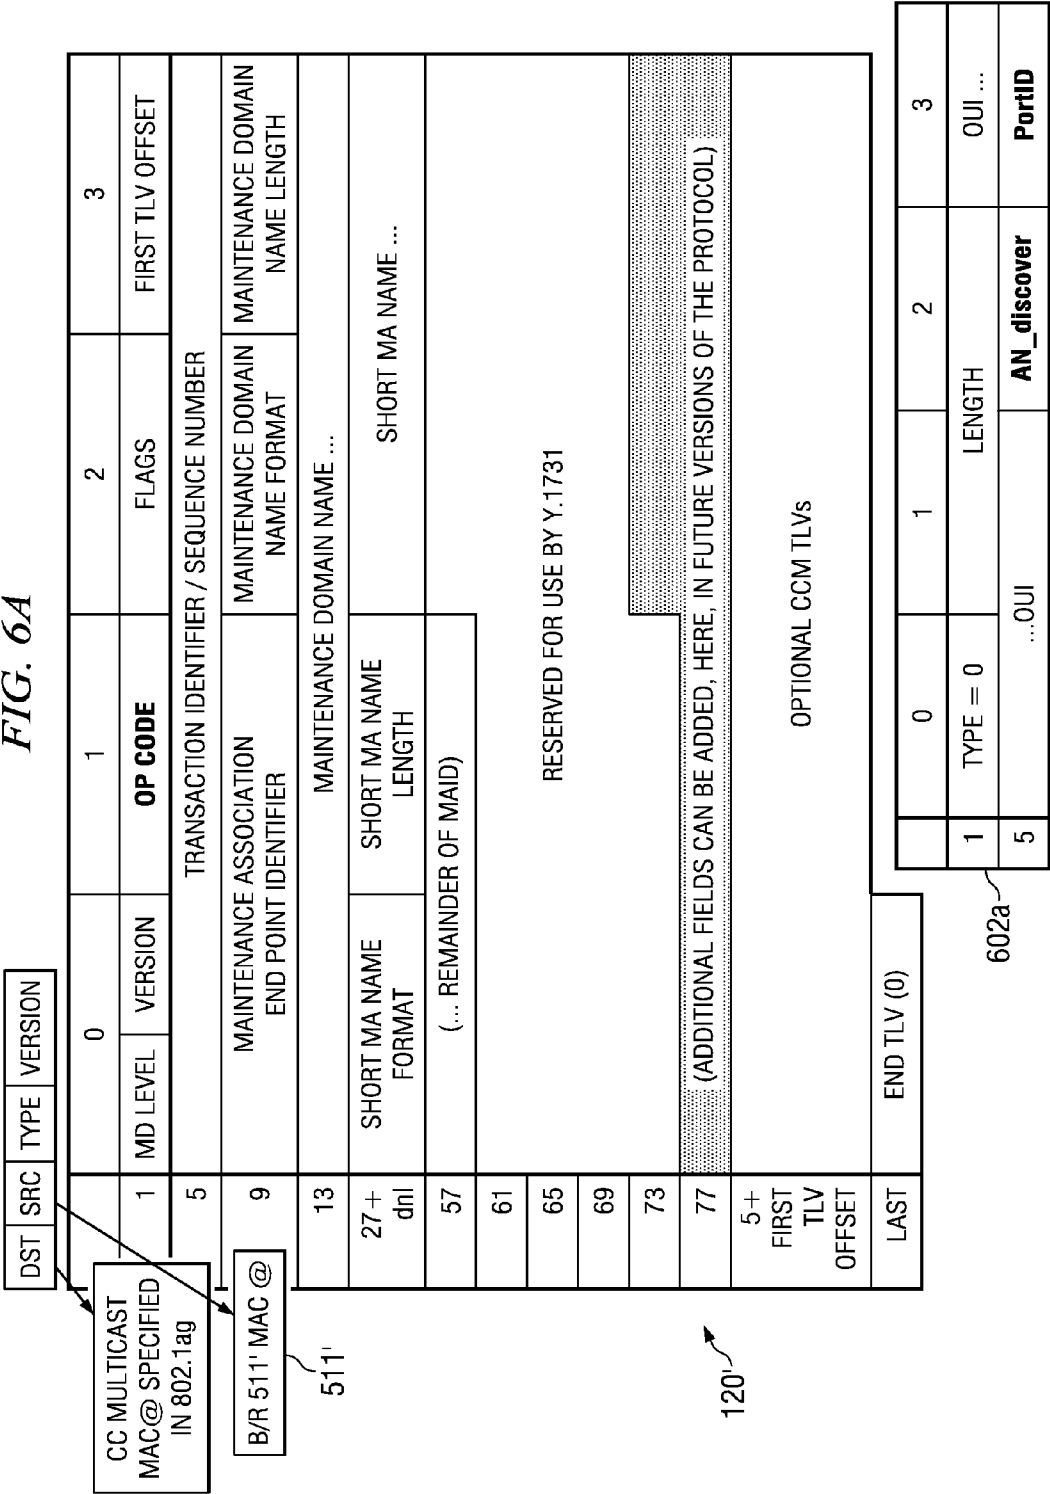 FIG. 6A
DST SRC TYPE VERSION
CC MULTICAST
MAC@ SPECIFIED
IN 802.1ag
B/R 511' MAC @
511'
120'
0 1 2 3
1 MD LEVEL VERSION OP CODE FLAGS FIRST TLV OFFSET
5 TRANSACTION IDENTIFIER / SEQUENCE NUMBER
9 MAINTENANCE ASSOCIATION
END POINT IDENTIFIER
MAINTENANCE DOMAIN
NAME FORMAT
MAINTENANCE DOMAIN
NAME LENGTH
13 MAINTENANCE DOMAIN NAME ...
27+
dnl
SHORT MA NAME
FORMAT
SHORT MA NAME
LENGTH
SHORT MA NAME ...
57 (... REMAINDER OF MAID)
61
65 RESERVED FOR USE BY Y.1731
69
73
77 (ADDITIONAL FIELDS CAN BE ADDED, HERE, IN FUTURE VERSIONS OF THE PROTOCOL)
5+
FIRST
TLV
OFFSET
OPTIONAL CCM TLVs
LAST END TLV (0)
602a
0 1 2 3
1 TYPE = 0 LENGTH OUI ...
5 ...OUI AN_discover PortID